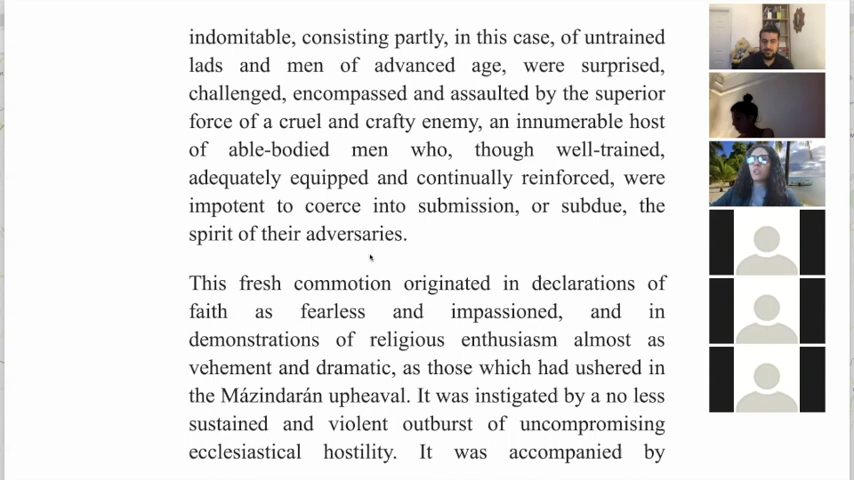 indomitable, consisting partly, in this case, of untrained
lads and men of advanced age, were surprised,
challenged, encompassed and assaulted by the superior
force of a cruel and crafty enemy, an innumerable host
of able-bodied men who, though well-trained,
adequately equipped and continually reinforced, were
impotent to coerce into submission, or subdue, the
spirit of their adversaries.
This fresh commotion originated in declarations of
faith as fearless and impassioned, and in
demonstrations of religious enthusiasm almost as
vehement and dramatic, as those which had ushered in
the Mázindarán upheaval. It was instigated by a no less
sustained and violent outburst of uncompromising
ecclesiastical hostility. It was accompanied by